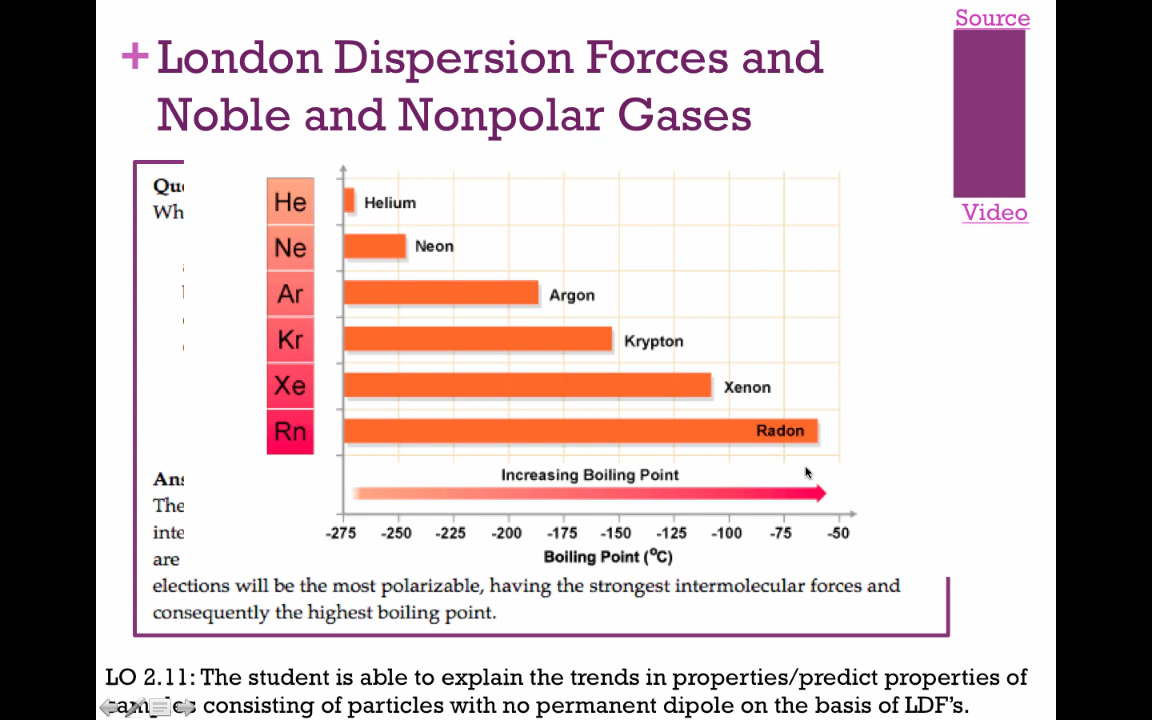 Source
+ London Dispersion Forces and
Noble and Nonpolar Gases
Video
Wh
He Helium
Ne Neon
Ar Argon
Kr Krypton
Xe Xenon
Rn Radon
Increasing Boiling Point
-275 -250 -225 -200 -175 -150 -125 -100 -75 -50
Boiling Point (ºC)
Ans
The
inte
are
elections will be the most polarizable, having the strongest intermolecular forces and
consequently the highest boiling point.
LO 2.11: The student is able to explain the trends in properties/predict properties of
consisting of particles with no permanent dipole on the basis of LDF's.